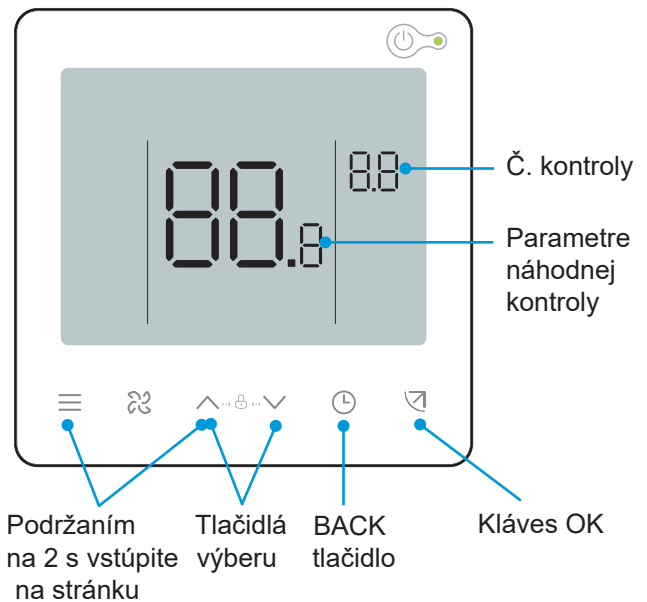 8.8
88.8
Č. kontroly
Parametre
náhodnej
kontroly
Podržaním
na 2 s vstúpite
na stránku
Tlačidlá
výberu
BACK
tlačidlo
Kláves OK